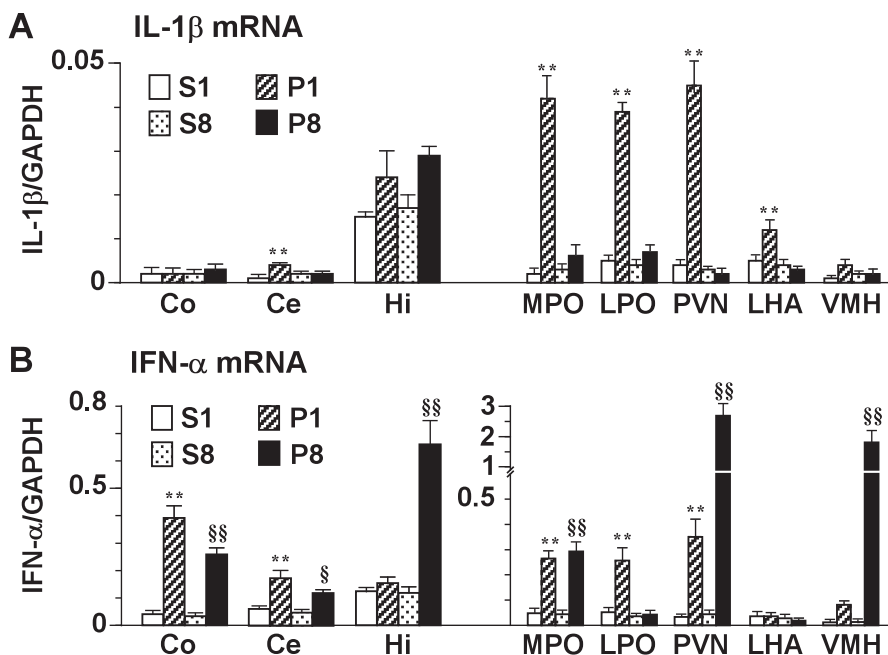 A IL-1β mRNA
0.05
S1 P1
S8 P8
IL-1β/GAPDH
** ** ** ** **
0
Co Ce Hi MPO LPO PVN LHA VMH
B IFN-α mRNA
0.8
S1 P1
S8 P8
IFN-α/GAPDH
0.5
0
** §§ ** § §§
3
2
1
0.5
** §§ ** ** §§ §§
Co Ce Hi MPO LPO PVN LHA VMH